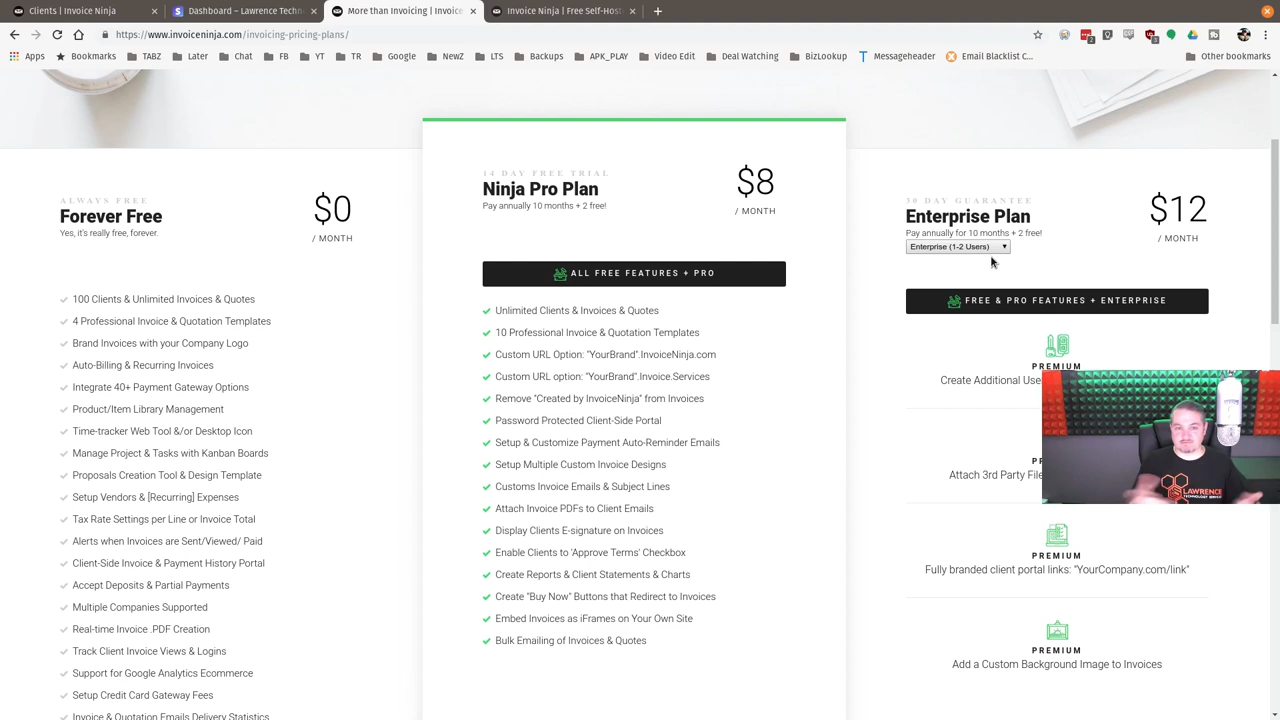 Clients | Invoice Ninja
Dashboard – Lawrence Techn
More than Invoicing | Invoice
Invoice Ninja | Free Self-Host
https://www.invoiceninja.com/invoicing-pricing-plans/
Apps
Bookmarks
TABZ
Later
Chat
FB
YT
TR
Google
NewZ
LTS
Backups
APK_PLAY
Video Edit
Deal Watching
BizLookup
Messageheader
Email Blacklist C...
Other bookmarks
ALWAYS FREE
Forever Free
Yes, it's really free, forever.
$0
/ MONTH
100 Clients & Unlimited Invoices & Quotes
4 Professional Invoice & Quotation Templates
Brand Invoices with your Company Logo
Auto-Billing & Recurring Invoices
Integrate 40+ Payment Gateway Options
Product/Item Library Management
Time-tracker Web Tool &/or Desktop Icon
Manage Project & Tasks with Kanban Boards
Proposals Creation Tool & Design Template
Setup Vendors & [Recurring] Expenses
Tax Rate Settings per Line or Invoice Total
Alerts when Invoices are Sent/Viewed/ Paid
Client-Side Invoice & Payment History Portal
Accept Deposits & Partial Payments
Multiple Companies Supported
Real-time Invoice .PDF Creation
Track Client Invoice Views & Logins
Support for Google Analytics Ecommerce
Setup Credit Card Gateway Fees
Invoice & Quotation Emails Delivery Statistics
14 DAY FREE TRIAL
Ninja Pro Plan
Pay annually 10 months + 2 free!
$8
/ MONTH
ALL FREE FEATURES + PRO
Unlimited Clients & Invoices & Quotes
10 Professional Invoice & Quotation Templates
Custom URL Option: "YourBrand".InvoiceNinja.com
Custom URL option: "YourBrand".Invoice.Services
Remove "Created by InvoiceNinja" from Invoices
Password Protected Client-Side Portal
Setup & Customize Payment Auto-Reminder Emails
Setup Multiple Custom Invoice Designs
Customs Invoice Emails & Subject Lines
Attach Invoice PDFs to Client Emails
Display Clients E-signature on Invoices
Enable Clients to 'Approve Terms' Checkbox
Create Reports & Client Statements & Charts
Create "Buy Now" Buttons that Redirect to Invoices
Embed Invoices as iFrames on Your Own Site
Bulk Emailing of Invoices & Quotes
30 DAY GUARANTEE
Enterprise Plan
Pay annually for 10 months + 2 free!
Enterprise (1-2 Users)
$12
/ MONTH
FREE & PRO FEATURES + ENTERPRISE
PREMIUM
Create Additional Use
PR
Attach 3rd Party File
LAWRENCE
PREMIUM
Fully branded client portal links: "YourCompany.com/link"
PREMIUM
Add a Custom Background Image to Invoices